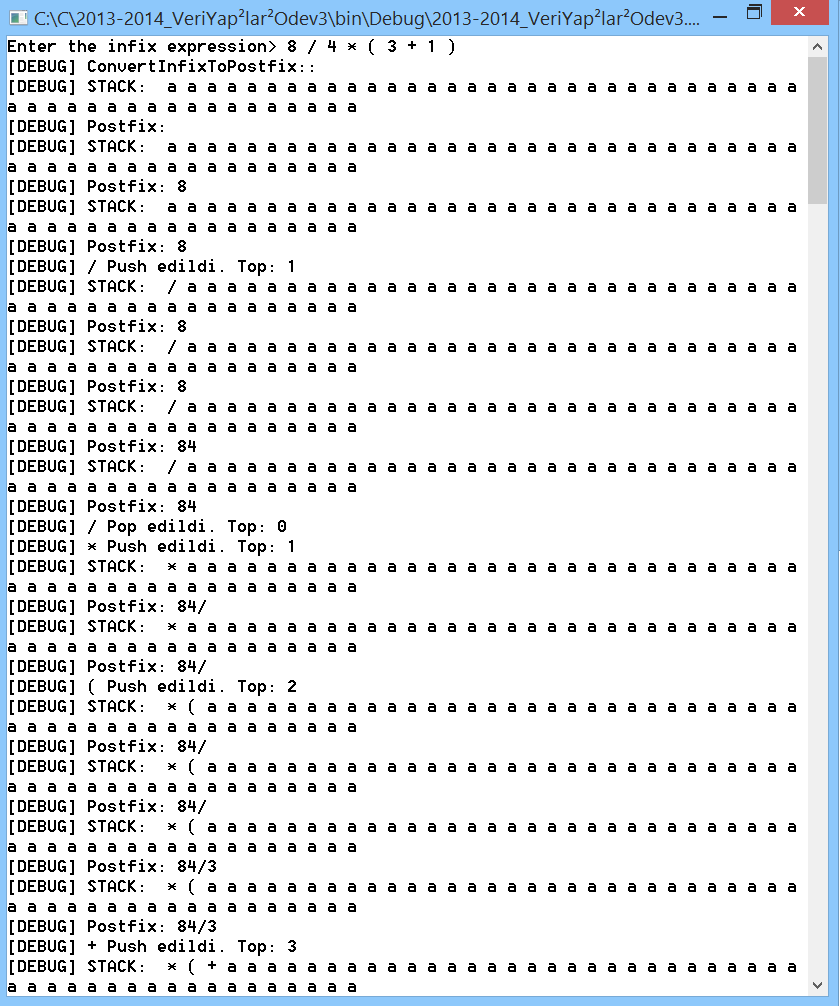 C:\C\2013-2014_VeriYap²lar²Odev3\bin\Debug\2013-2014_VeriYap²lar²Odev3....
Enter the infix expression> 8 / 4 * ( 3 + 1 )
[DEBUG] ConvertInfixToPostfix::
[DEBUG] STACK:  a a a a a a a a a a a a a a a a a a a a a a a a a a a a a a a a
a a a a a a a a a a a a a a a a a a
[DEBUG] Postfix:
[DEBUG] STACK:  a a a a a a a a a a a a a a a a a a a a a a a a a a a a a a a a
a a a a a a a a a a a a a a a a a a
[DEBUG] Postfix: 8
[DEBUG] STACK:  a a a a a a a a a a a a a a a a a a a a a a a a a a a a a a a a
a a a a a a a a a a a a a a a a a a
[DEBUG] Postfix: 8
[DEBUG] / Push edildi. Top: 1
[DEBUG] STACK:  / a a a a a a a a a a a a a a a a a a a a a a a a a a a a a a a
a a a a a a a a a a a a a a a a a a
[DEBUG] Postfix: 8
[DEBUG] STACK:  / a a a a a a a a a a a a a a a a a a a a a a a a a a a a a a a
a a a a a a a a a a a a a a a a a a
[DEBUG] Postfix: 8
[DEBUG] STACK:  / a a a a a a a a a a a a a a a a a a a a a a a a a a a a a a a
a a a a a a a a a a a a a a a a a a
[DEBUG] Postfix: 84
[DEBUG] STACK:  / a a a a a a a a a a a a a a a a a a a a a a a a a a a a a a a
a a a a a a a a a a a a a a a a a a
[DEBUG] Postfix: 84
[DEBUG] / Pop edildi. Top: 0
[DEBUG] * Push edildi. Top: 1
[DEBUG] STACK:  * a a a a a a a a a a a a a a a a a a a a a a a a a a a a a a a
a a a a a a a a a a a a a a a a a a
[DEBUG] Postfix: 84/
[DEBUG] STACK:  * a a a a a a a a a a a a a a a a a a a a a a a a a a a a a a a
a a a a a a a a a a a a a a a a a a
[DEBUG] Postfix: 84/
[DEBUG] ( Push edildi. Top: 2
[DEBUG] STACK:  * ( a a a a a a a a a a a a a a a a a a a a a a a a a a a a a a
a a a a a a a a a a a a a a a a a a
[DEBUG] Postfix: 84/
[DEBUG] STACK:  * ( a a a a a a a a a a a a a a a a a a a a a a a a a a a a a a
a a a a a a a a a a a a a a a a a a
[DEBUG] Postfix: 84/
[DEBUG] STACK:  * ( a a a a a a a a a a a a a a a a a a a a a a a a a a a a a a
a a a a a a a a a a a a a a a a a a
[DEBUG] Postfix: 84/3
[DEBUG] STACK:  * ( a a a a a a a a a a a a a a a a a a a a a a a a a a a a a a
a a a a a a a a a a a a a a a a a a
[DEBUG] Postfix: 84/3
[DEBUG] + Push edildi. Top: 3
[DEBUG] STACK:  * ( + a a a a a a a a a a a a a a a a a a a a a a a a a a a a a
a a a a a a a a a a a a a a a a a a